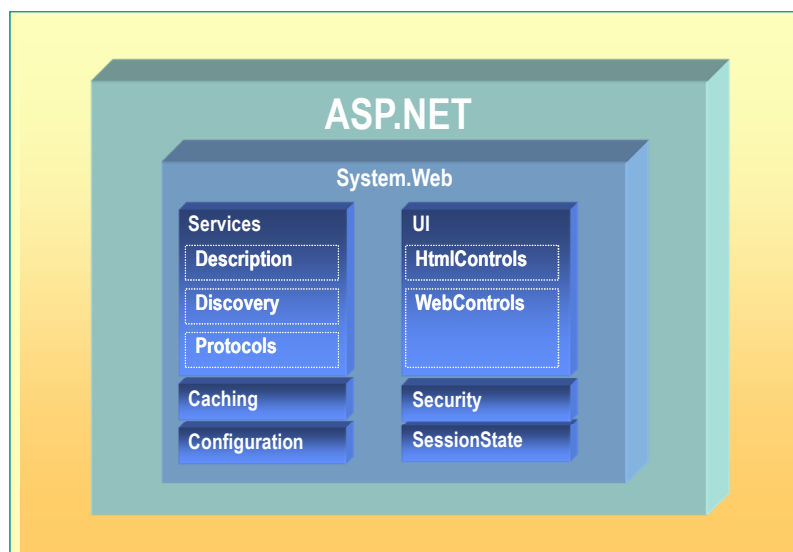 ASP.NET
System.Web
Services
Description
Discovery
Protocols
Caching
Configuration
UI
HtmlControls
WebControls
Security
SessionState